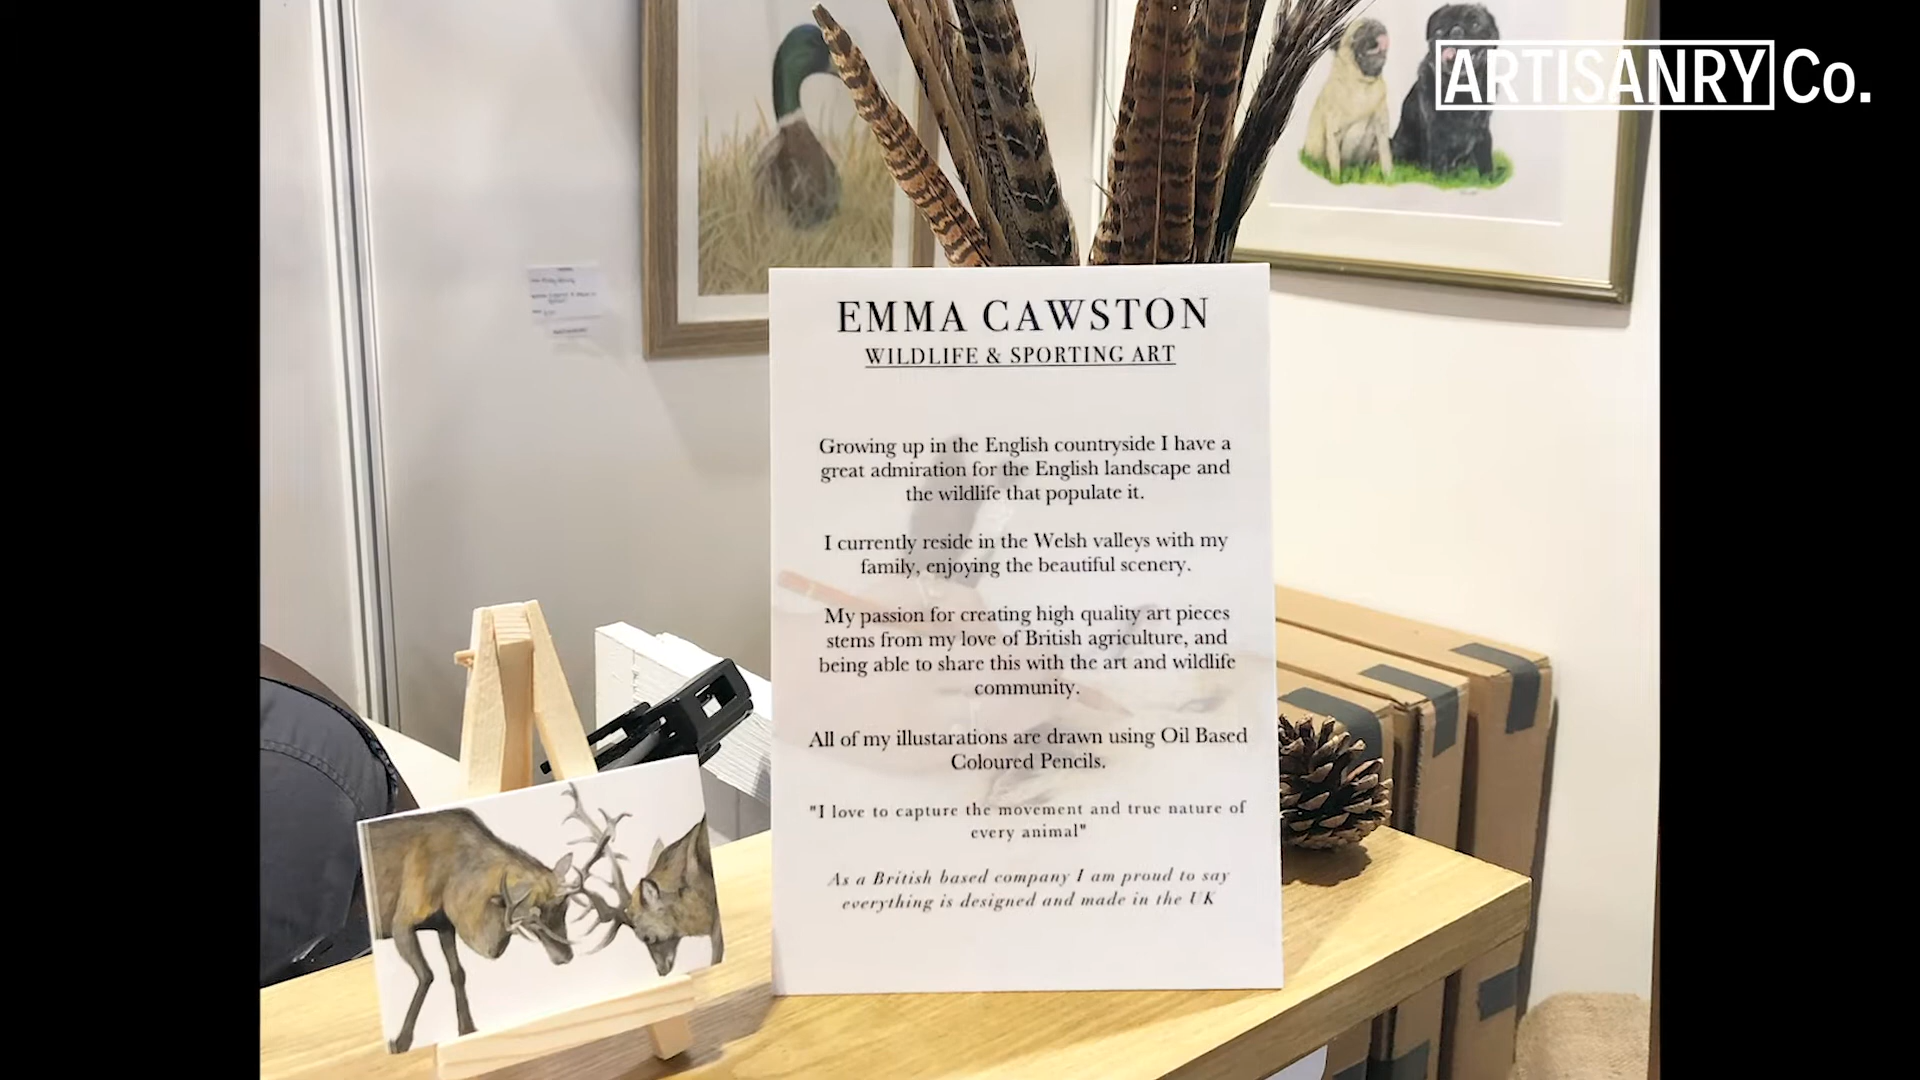 ARTISANRY Co.
EMMA CAWSTON
WILDLIFE & SPORTING ART
Growing up in the English countryside I have a
great admiration for the English landscape and
the wildlife that populate it.
I currently reside in the Welsh valleys with my
family, enjoying the beautiful scenery.
My passion for creating high quality art pieces
stems from my love of British agriculture, and
being able to share this with the art and wildlife
community.
All of my illustarations are drawn using Oil Based
Coloured Pencils.
"I love to capture the movement and true nature of
every animal"
As a British based company I am proud to say
everything is designed and made in the UK